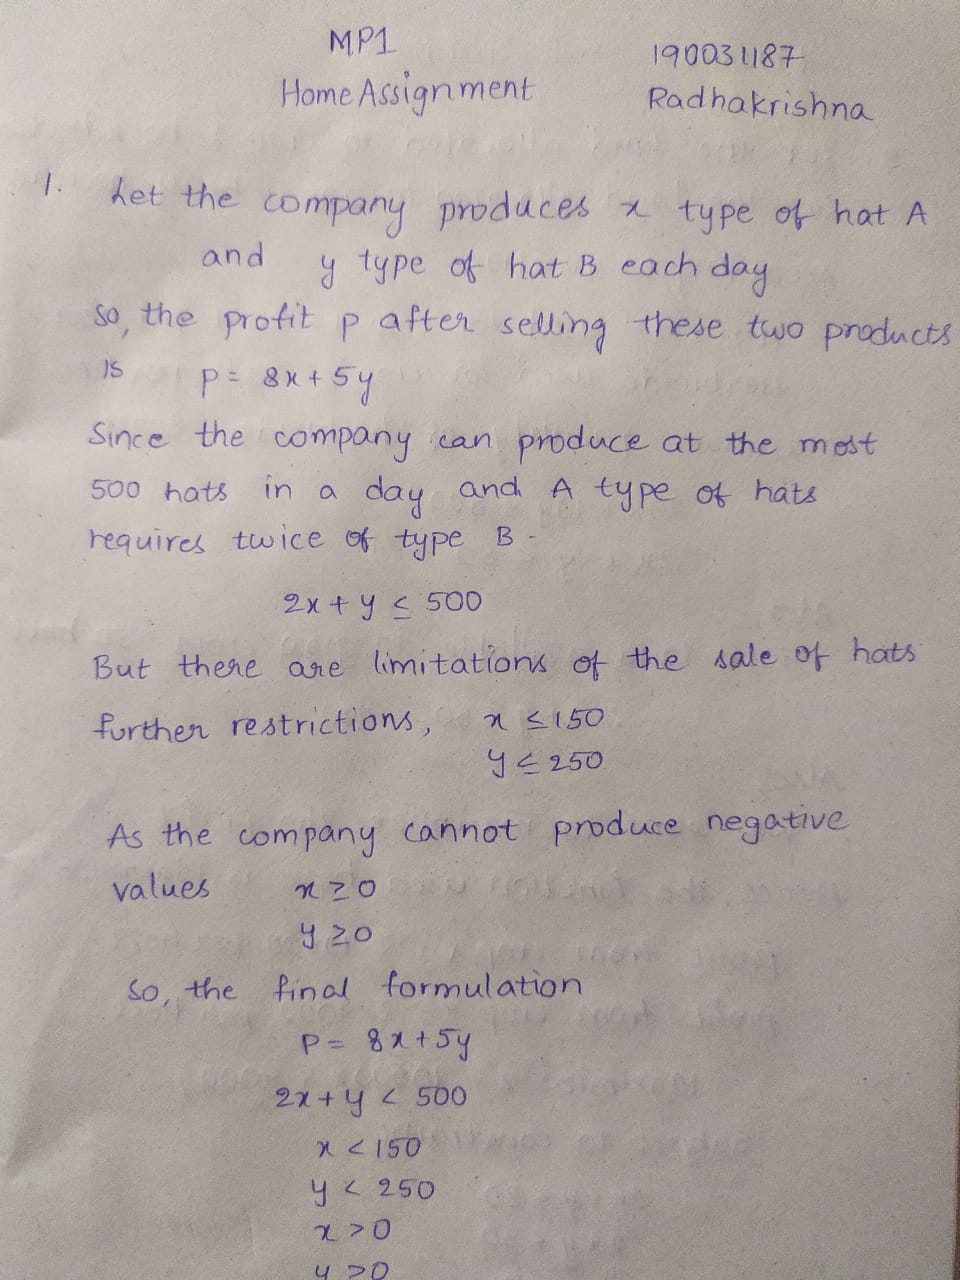 MP1
190031187
Home Assignment
Radhakrishna
1. Let the company produces x type of hat A
and y type of hat B each day
so, the profit p after selling these two products
is p = 8x + 5y
Since the company can produce at the most
500 hats in a day and A type of hats
requires twice of type B -
2x + y ≤ 500
But there are limitations of the sale of hats
further restrictions, x ≤ 150
y ≤ 250
As the company cannot produce negative
values x ≥ 0
y ≥ 0
So, the final formulation
P = 8x + 5y
2x + y < 500
x < 150
y < 250
x > 0
y > 0